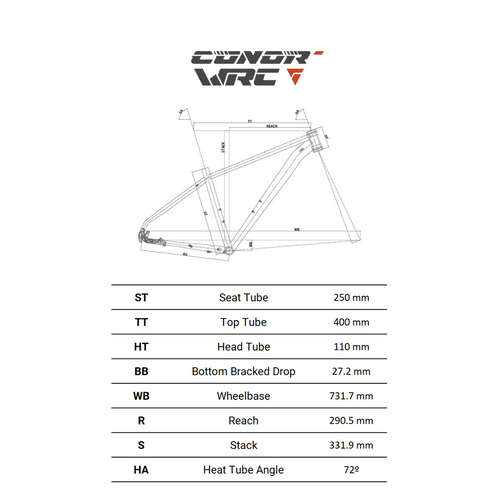 CONOR
WRC
SA
HA
TT
REACH
STACK
HT
ST
WB
BB
RC
ST Seat Tube 250 mm
TT Top Tube 400 mm
HT Head Tube 110 mm
BB Bottom Bracked Drop 27.2 mm
WB Wheelbase 731.7 mm
R Reach 290.5 mm
S Stack 331.9 mm
HA Heat Tube Angle 72º